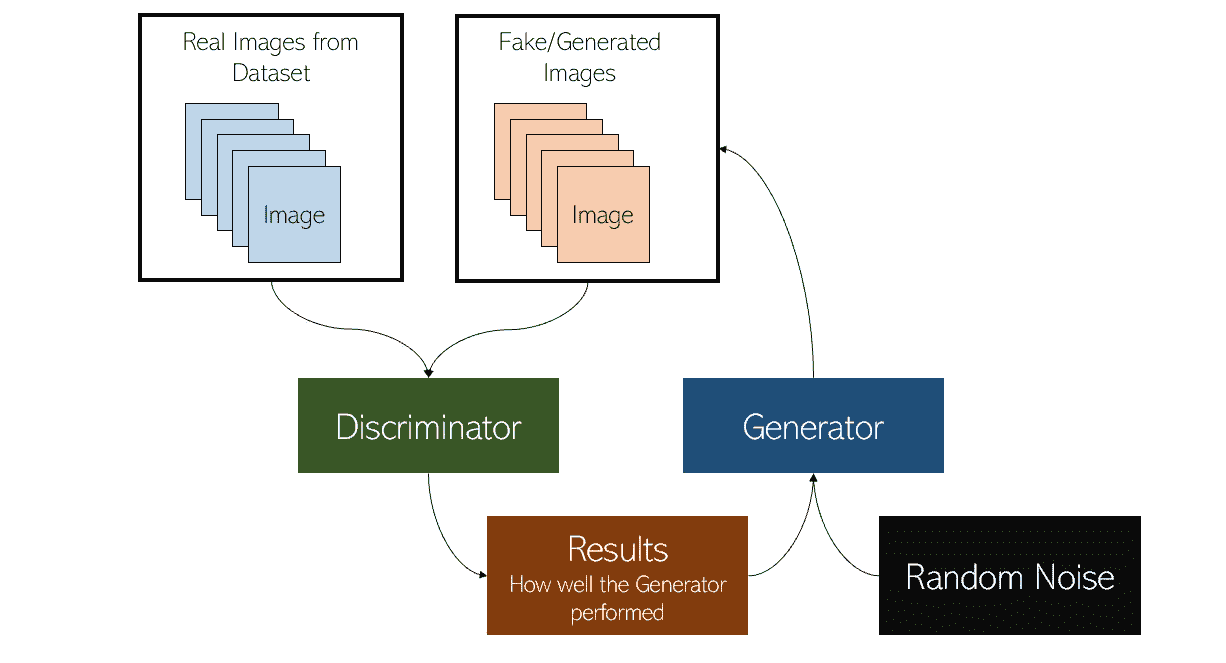 Real Images from
Dataset
Image
Fake/Generated
Images
Image
Discriminator
Generator
Results
How well the Generator
performed
Random Noise